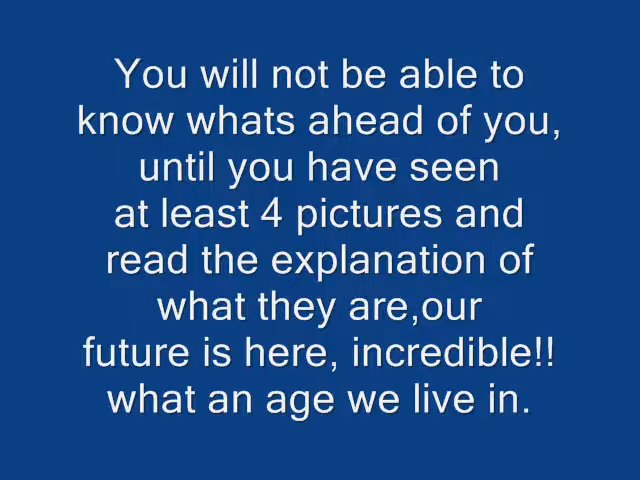 You will not be able to
know whats ahead of you,
until you have seen
at least 4 pictures and
read the explanation of
what they are,our
future is here, incredible!!
what an age we live in.